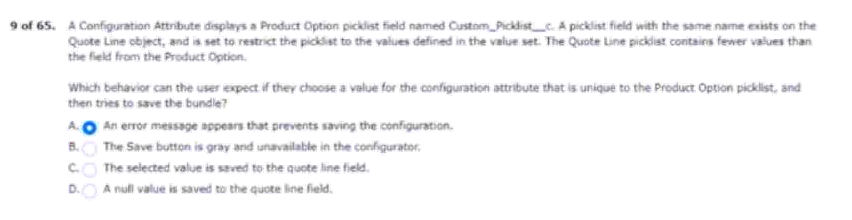 9 of 65. A Configuration Attribute displays a Product Option picklist field named Custom_Picklist__c. A picklist field with the same name exists on the
Quote Line object, and is set to restrict the picklist to the values defined in the value set. The Quote Line picklist contains fewer values than
the field from the Product Option.
Which behavior can the user expect if they choose a value for the configuration attribute that is unique to the Product Option picklist, and
then tries to save the bundle?
A. An error message appears that prevents saving the configuration.
B. The Save button is gray and unavailable in the configurator.
C. The selected value is saved to the quote line field.
D. A null value is saved to the quote line field.